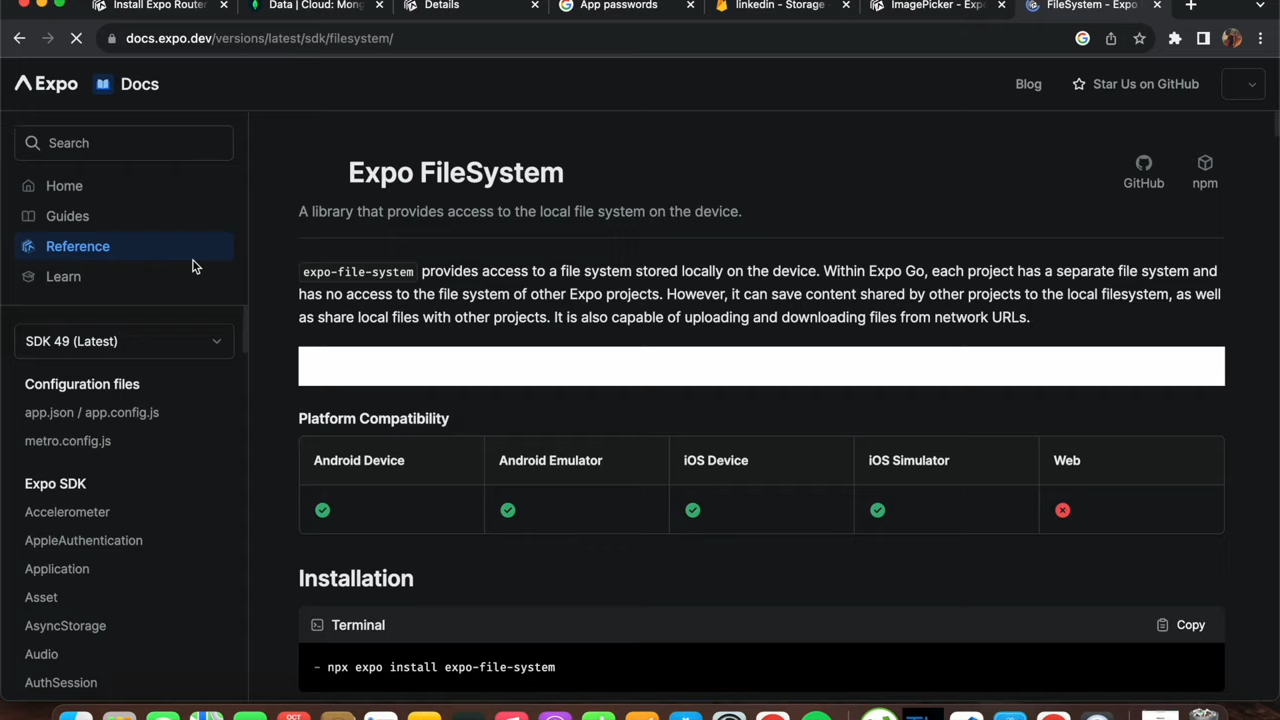 Install Expo Router
Data | Cloud: Mong
Details
App passwords
linkedin - Storage -
ImagePicker - Expo
FileSystem - Expo
docs.expo.dev/versions/latest/sdk/filesystem/
Expo Docs
Blog
Star Us on GitHub
Search
Home
Guides
Reference
Learn
SDK 49 (Latest)
Configuration files
app.json / app.config.js
metro.config.js
Expo SDK
Accelerometer
AppleAuthentication
Application
Asset
AsyncStorage
Audio
AuthSession
Expo FileSystem
GitHub
npm
A library that provides access to the local file system on the device.
expo-file-system provides access to a file system stored locally on the device. Within Expo Go, each project has a separate file system and
has no access to the file system of other Expo projects. However, it can save content shared by other projects to the local filesystem, as well
as share local files with other projects. It is also capable of uploading and downloading files from network URLs.
Platform Compatibility
Android Device
Android Emulator
iOS Device
iOS Simulator
Web
Installation
Terminal
Copy
- npx expo install expo-file-system
OCT